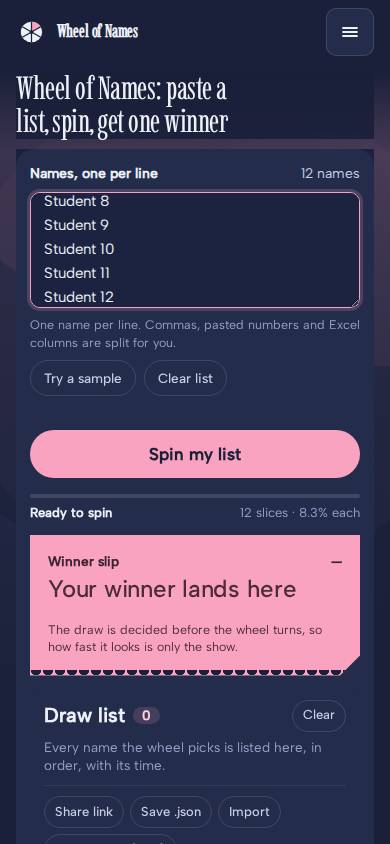 Wheel of Names
Wheel of Names: paste a
list, spin, get one winner
Names, one per line 12 names
Student 8
Student 9
Student 10
Student 11
Student 12
One name per line. Commas, pasted numbers and Excel
columns are split for you.
Try a sample Clear list
Spin my list
Ready to spin 12 slices · 8.3% each
Winner slip –
Your winner lands here
The draw is decided before the wheel turns, so
how fast it looks is only the show.
Draw list 0 Clear
Every name the wheel picks is listed here, in
order, with its time.
Share link Save .json Import